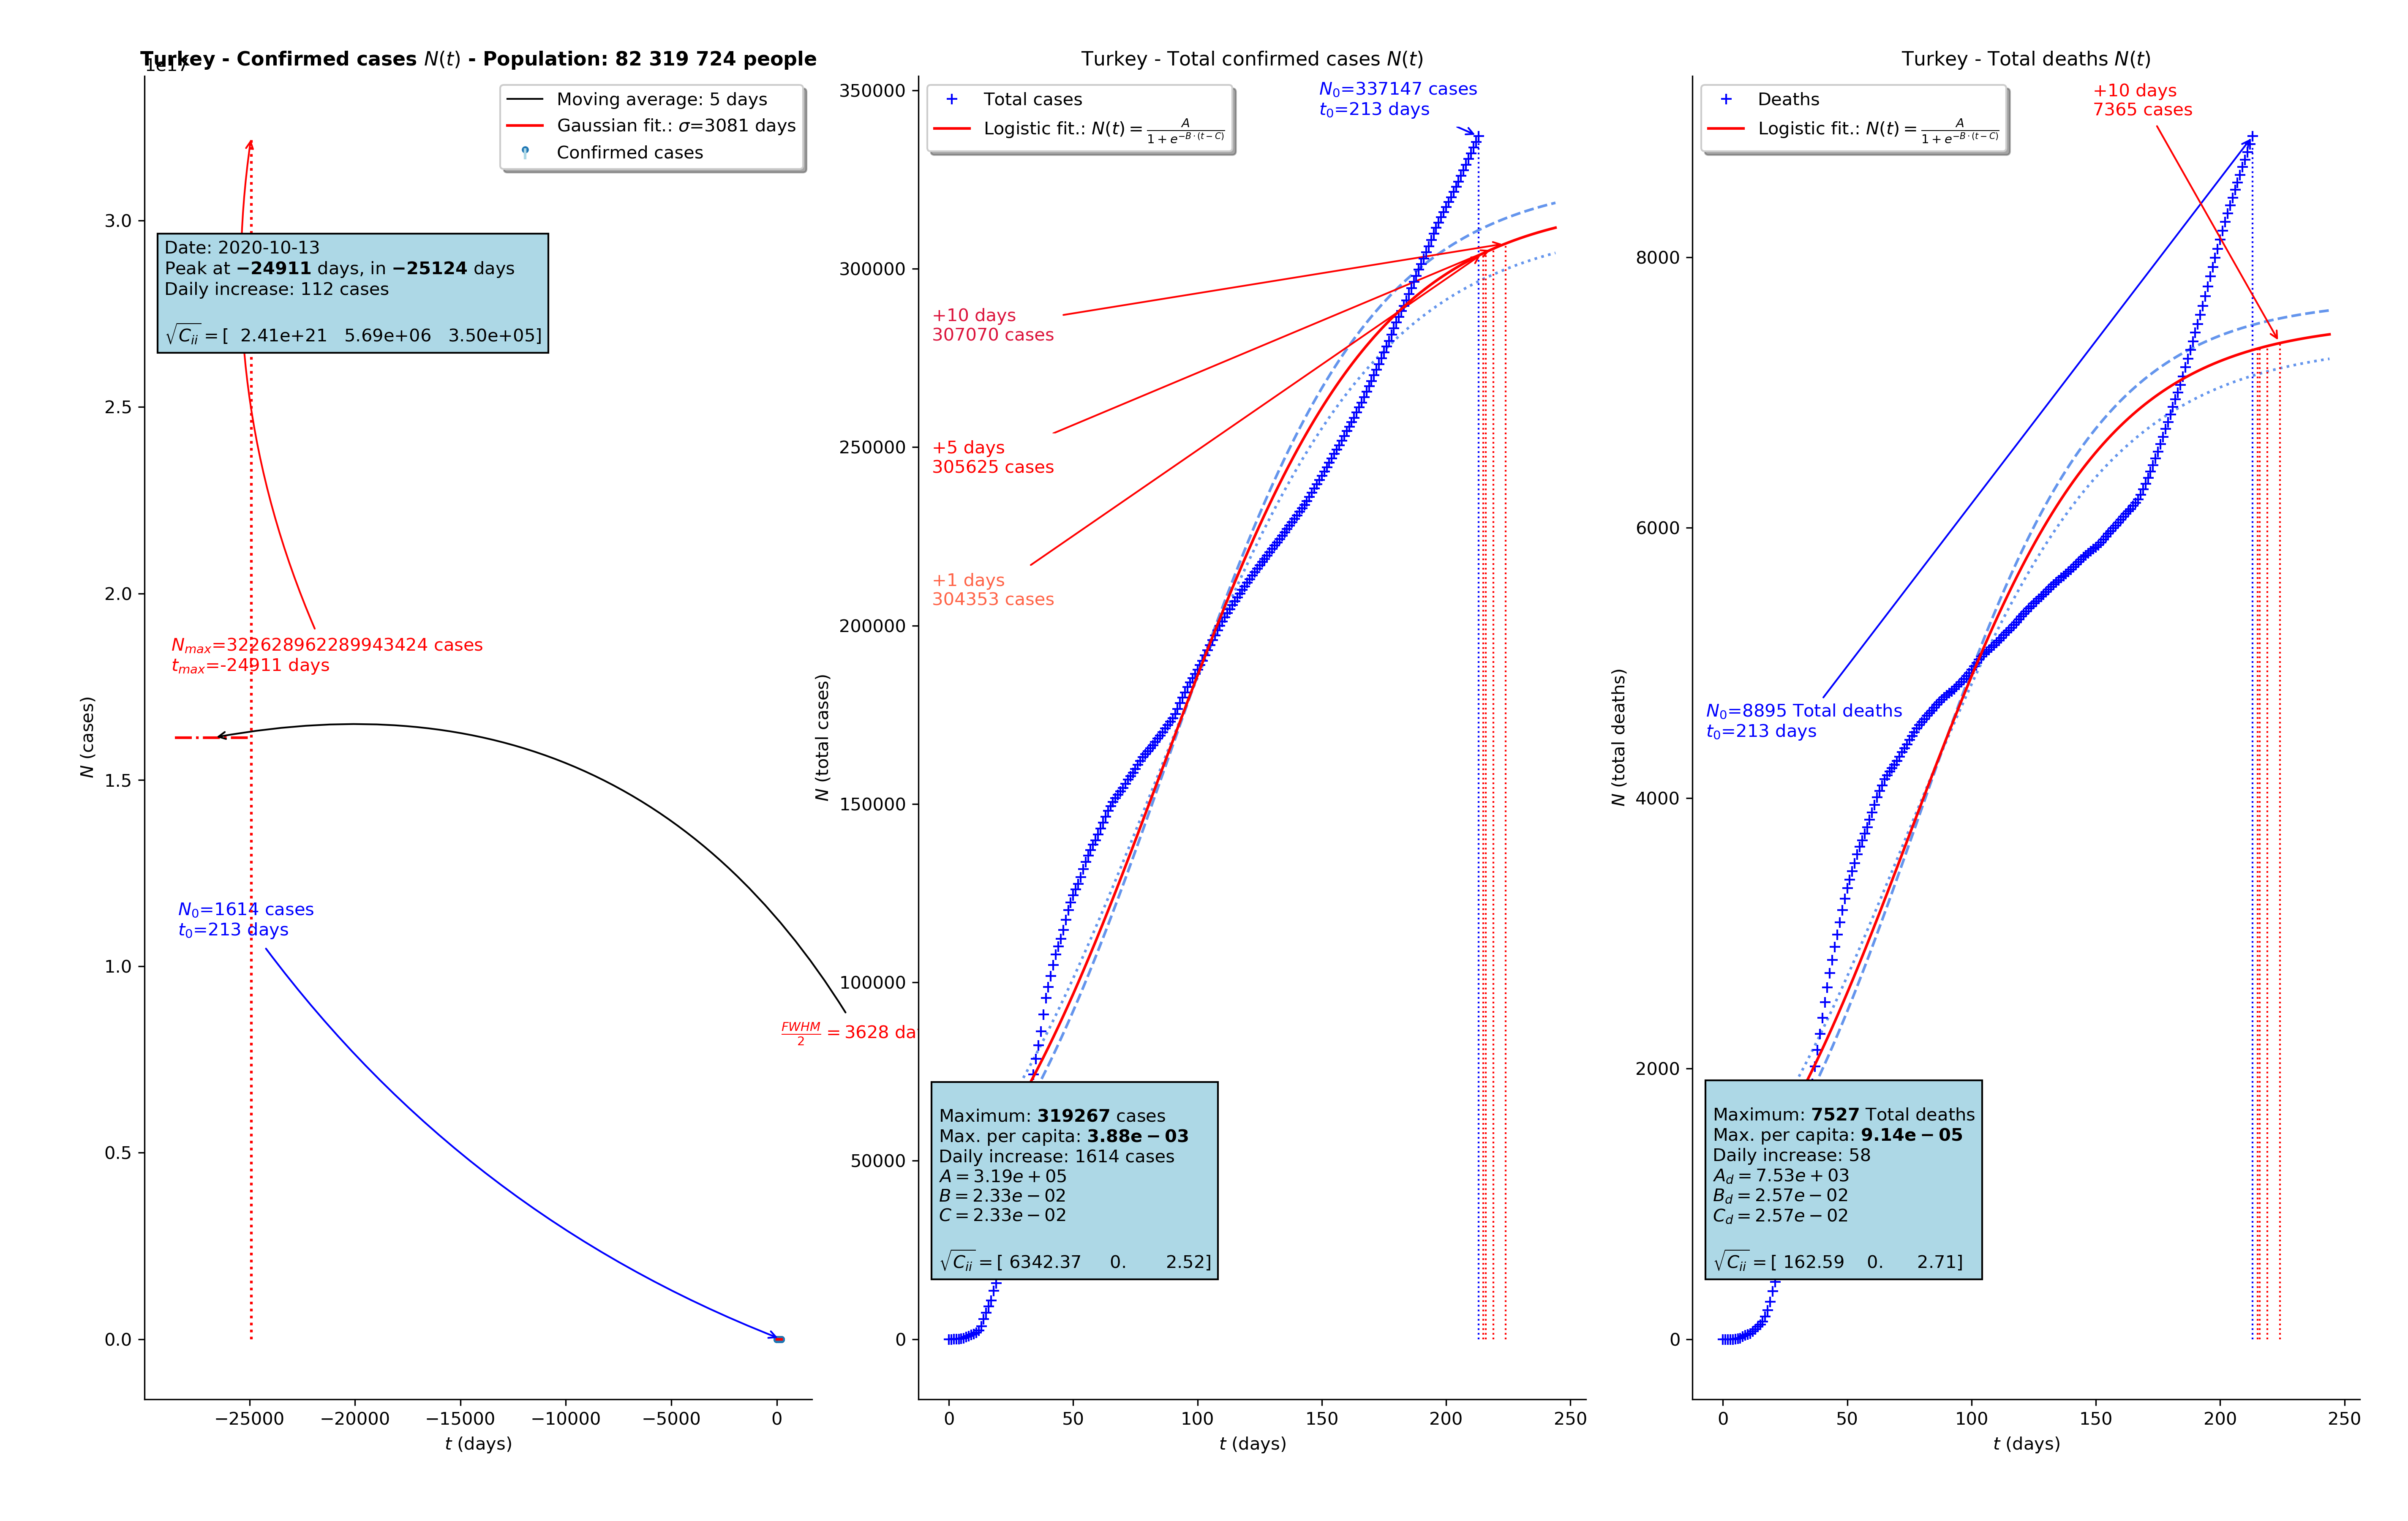 Turkey - Confirmed cases N(t) - Population: 82 319 724 people
1e17
Moving average: 5 days
Gaussian fit.: σ=3081 days
Confirmed cases
Date: 2020-10-13
Peak at −24911 days, in −25124 days
Daily increase: 112 cases
√Cii = [ 2.41e+21 5.69e+06 3.50e+05]
Nmax=322628962289943424 cases
tmax=-24911 days
N0=1614 cases
t0=213 days
FWHM/2 = 3628 da
3.0
2.5
2.0
1.5
1.0
0.5
0.0
N (cases)
−25000 −20000 −15000 −10000 −5000 0
t (days)
Turkey - Total confirmed cases N(t)
Total cases
Logistic fit.: N(t) = A/(1 + e^(−B·(t−C)))
N0=337147 cases
t0=213 days
+10 days
307070 cases
+5 days
305625 cases
+1 days
304353 cases
Maximum: 319267 cases
Max. per capita: 3.88e − 03
Daily increase: 1614 cases
A = 3.19e + 05
B = 2.33e − 02
C = 2.33e − 02
√Cii = [ 6342.37 0. 2.52]
350000
300000
250000
200000
150000
100000
50000
0
N (total cases)
0 50 100 150 200 250
t (days)
Turkey - Total deaths N(t)
Deaths
Logistic fit.: N(t) = A/(1 + e^(−B·(t−C)))
+10 days
7365 cases
N0=8895 Total deaths
t0=213 days
Maximum: 7527 Total deaths
Max. per capita: 9.14e − 05
Daily increase: 58
Ad = 7.53e + 03
Bd = 2.57e − 02
Cd = 2.57e − 02
√Cii = [ 162.59 0. 2.71]
8000
6000
4000
2000
0
N (total deaths)
0 50 100 150 200 250
t (days)